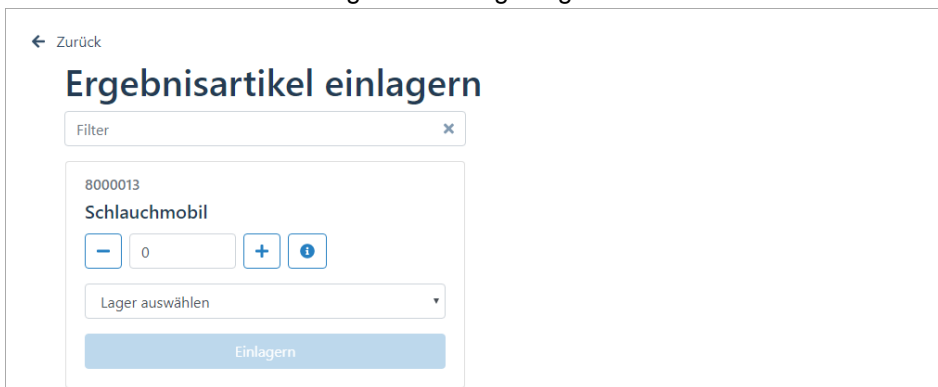 Zurück
Ergebnisartikel einlagern
Filter
8000013
Schlauchmobil
0
Lager auswählen
Einlagern